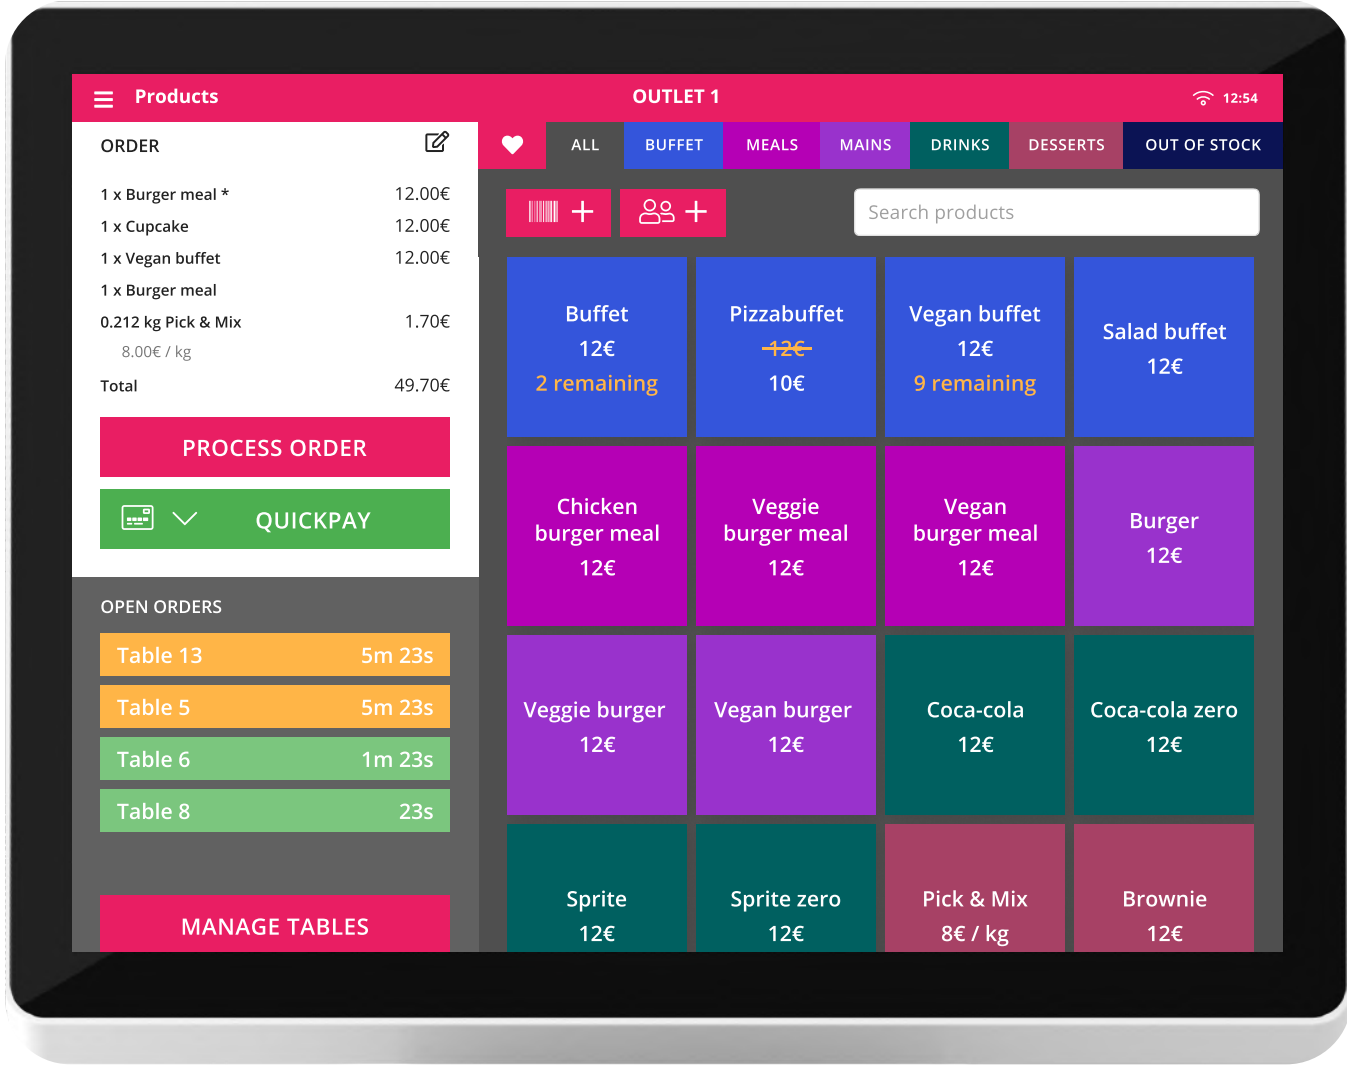 Products
OUTLET 1
12:54
ORDER
1 x Burger meal * 12.00€
1 x Cupcake 12.00€
1 x Vegan buffet 12.00€
1 x Burger meal
0.212 kg Pick & Mix 1.70€
8.00€ / kg
Total 49.70€
PROCESS ORDER
QUICKPAY
OPEN ORDERS
Table 13 5m 23s
Table 5 5m 23s
Table 6 1m 23s
Table 8 23s
MANAGE TABLES
ALL BUFFET MEALS MAINS DRINKS DESSERTS OUT OF STOCK
Search products
Buffet
12€
2 remaining
Pizzabuffet
12€
10€
Vegan buffet
12€
9 remaining
Salad buffet
12€
Chicken
burger meal
12€
Veggie
burger meal
12€
Vegan
burger meal
12€
Burger
12€
Veggie burger
12€
Vegan burger
12€
Coca-cola
12€
Coca-cola zero
12€
Sprite
12€
Sprite zero
12€
Pick & Mix
8€ / kg
Brownie
12€